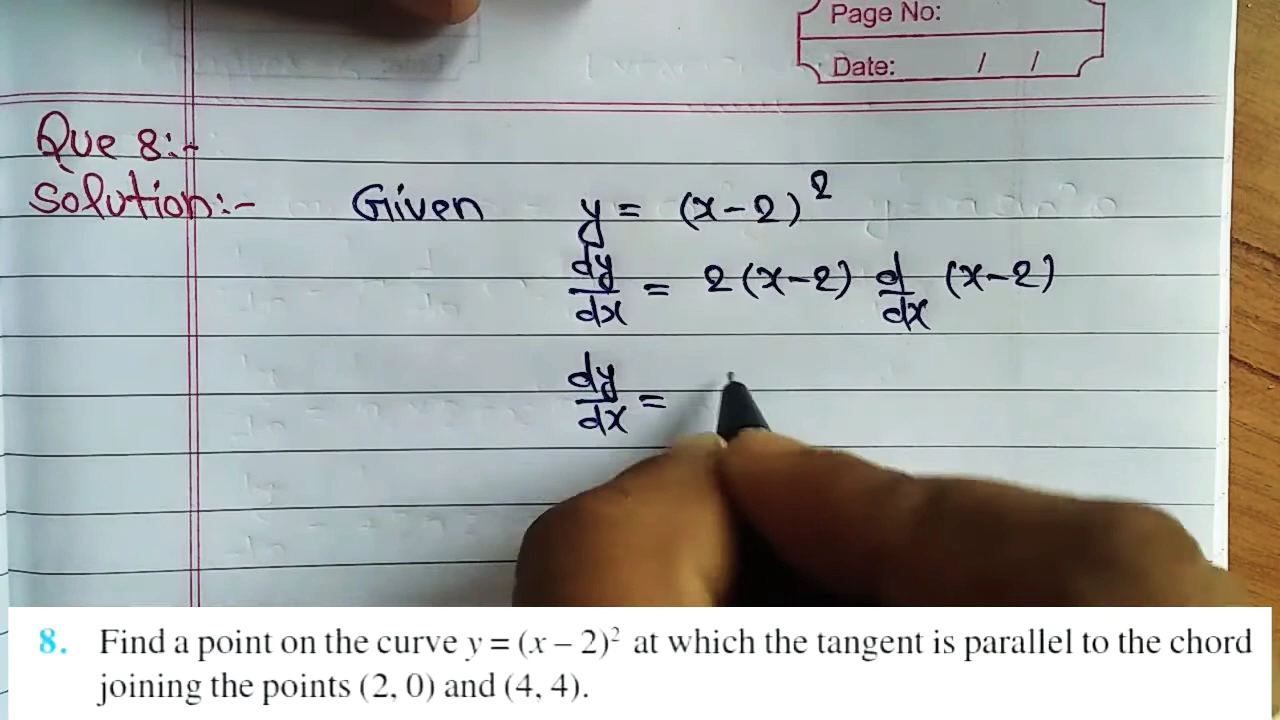 Page No:
Date: / /
Que 8:-
Solution:- Given y = (x-2)²
dy/dx = 2(x-2) d/dx (x-2)
dy/dx =
8. Find a point on the curve y = (x – 2)² at which the tangent is parallel to the chord
joining the points (2, 0) and (4, 4).